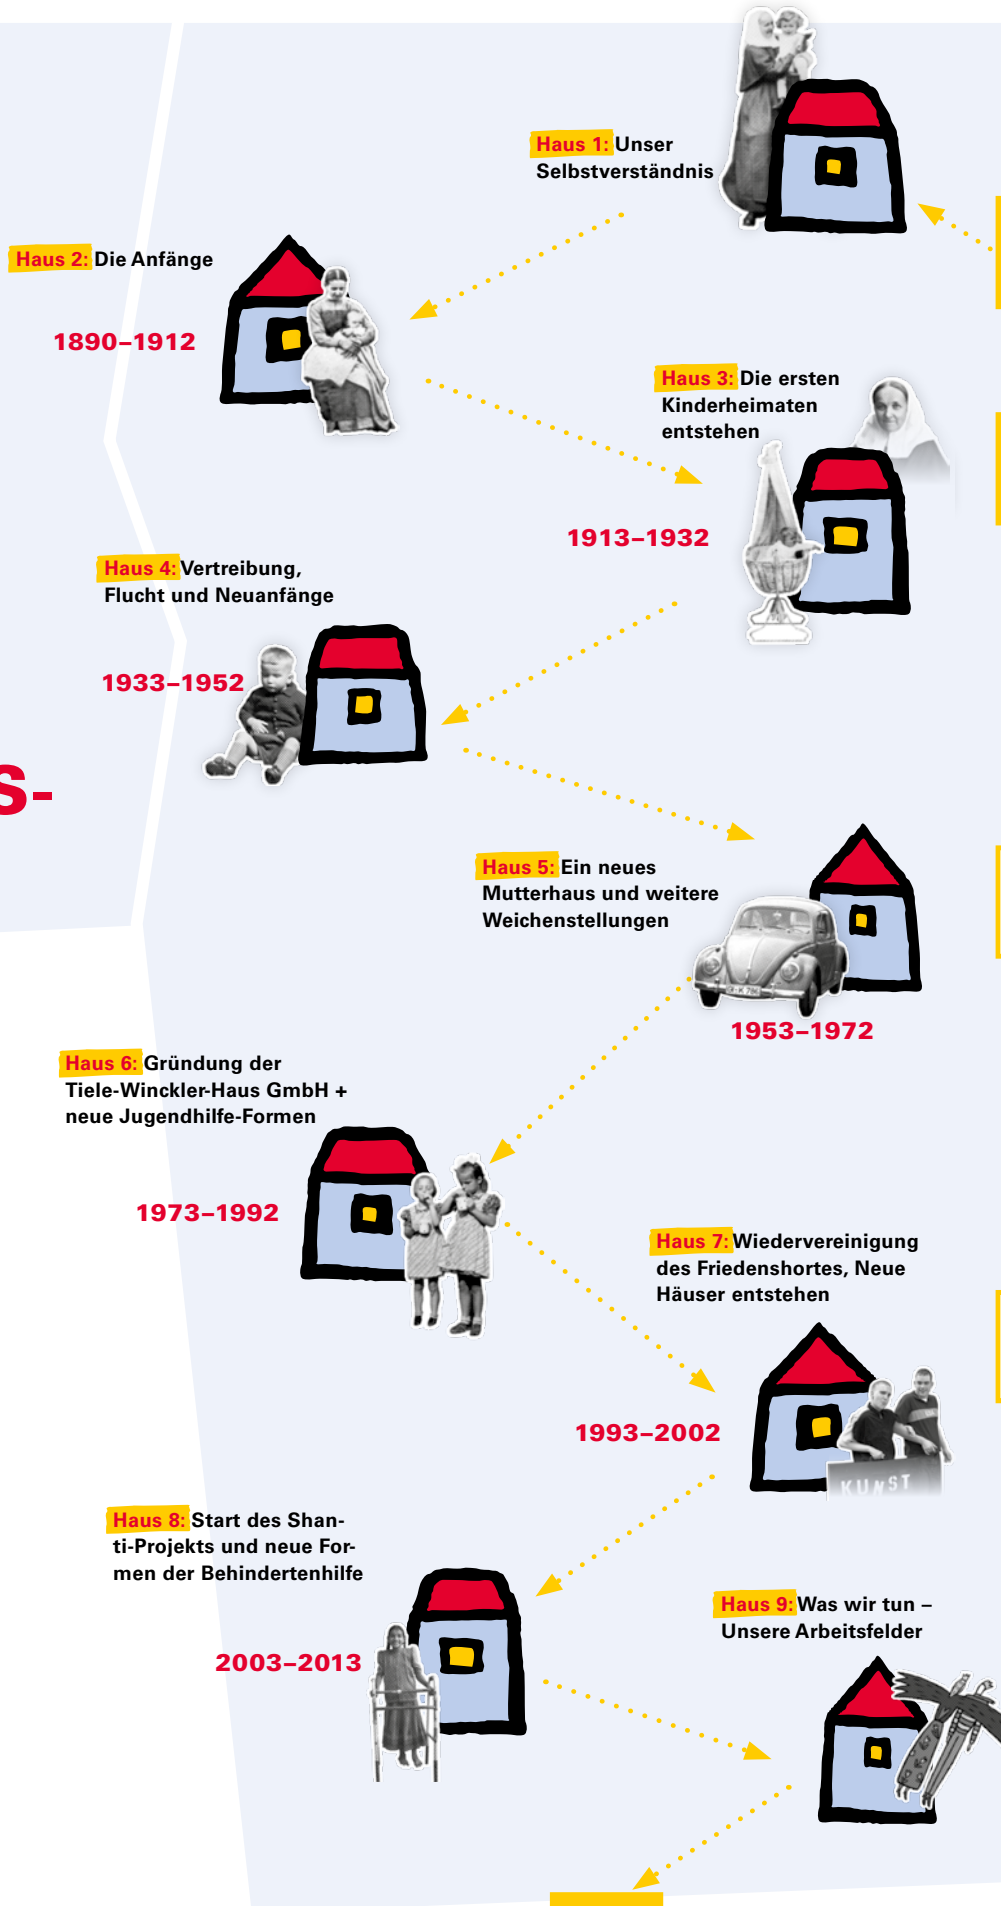 Haus 1: Unser
Selbstverständnis
Haus 2: Die Anfänge
1890–1912
Haus 3: Die ersten
Kinderheimaten
entstehen
1913–1932
Haus 4: Vertreibung,
Flucht und Neuanfänge
1933–1952
s-
Haus 5: Ein neues
Mutterhaus und weitere
Weichenstellungen
1953–1972
Haus 6: Gründung der
Tiele-Winckler-Haus GmbH +
neue Jugendhilfe-Formen
1973–1992
Haus 7: Wiedervereinigung
des Friedenshortes, Neue
Häuser entstehen
1993–2002
KUNST
Haus 8: Start des Shan-
ti-Projekts und neue For-
men der Behindertenhilfe
2003–2013
Haus 9: Was wir tun –
Unsere Arbeitsfelder